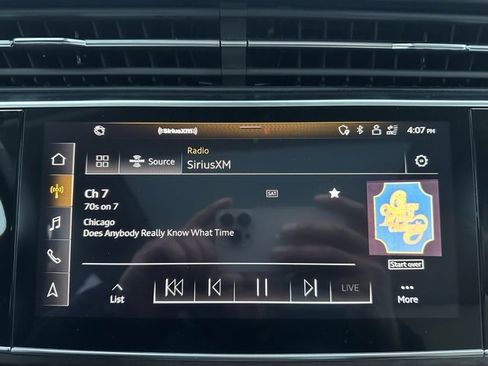 SiriusXM
4:07 PM
Radio
Source
SiriusXM
Ch 7
SAT
70s on 7
Chicago
Does Anybody Really Know What Time
Start over
List
LIVE
More